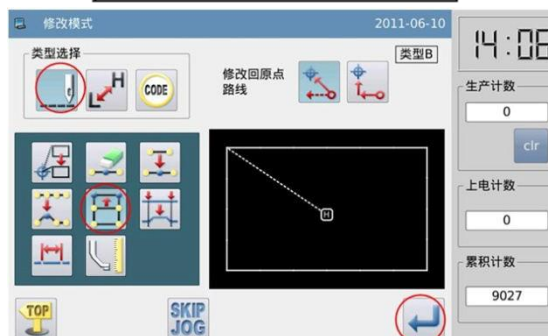 修改模式
2011-06-10
类型选择
类型B
H
L
CODE
修改回原点
路线
14:06
生产计数
0
clr
上电计数
0
H
累积计数
9027
TOP
SKIP
JOG